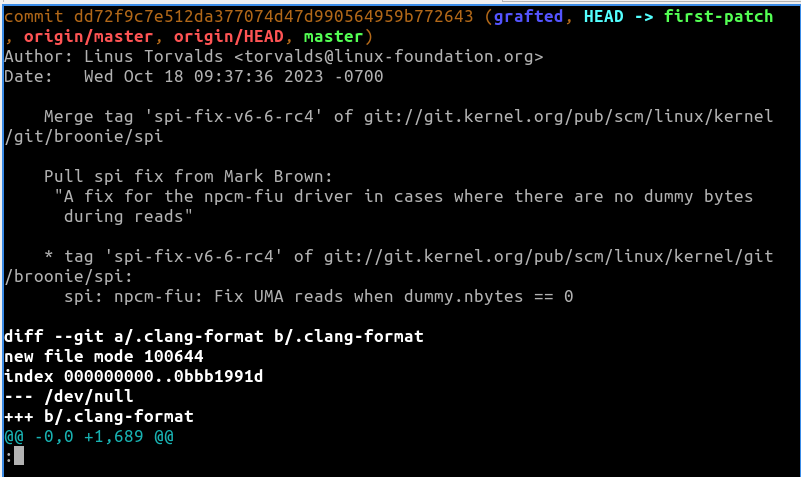 commit dd72f9c7e512da377074d47d990564959b772643 (grafted, HEAD -> first-patch
, origin/master, origin/HEAD, master)
Author: Linus Torvalds <torvalds@linux-foundation.org>
Date:   Wed Oct 18 09:37:36 2023 -0700

    Merge tag 'spi-fix-v6-6-rc4' of git://git.kernel.org/pub/scm/linux/kernel
/git/broonie/spi

    Pull spi fix from Mark Brown:
     "A fix for the npcm-fiu driver in cases where there are no dummy bytes
      during reads"

    * tag 'spi-fix-v6-6-rc4' of git://git.kernel.org/pub/scm/linux/kernel/git
/broonie/spi:
      spi: npcm-fiu: Fix UMA reads when dummy.nbytes == 0

diff --git a/.clang-format b/.clang-format
new file mode 100644
index 000000000..0bbb1991d
--- /dev/null
+++ b/.clang-format
@@ -0,0 +1,689 @@
: